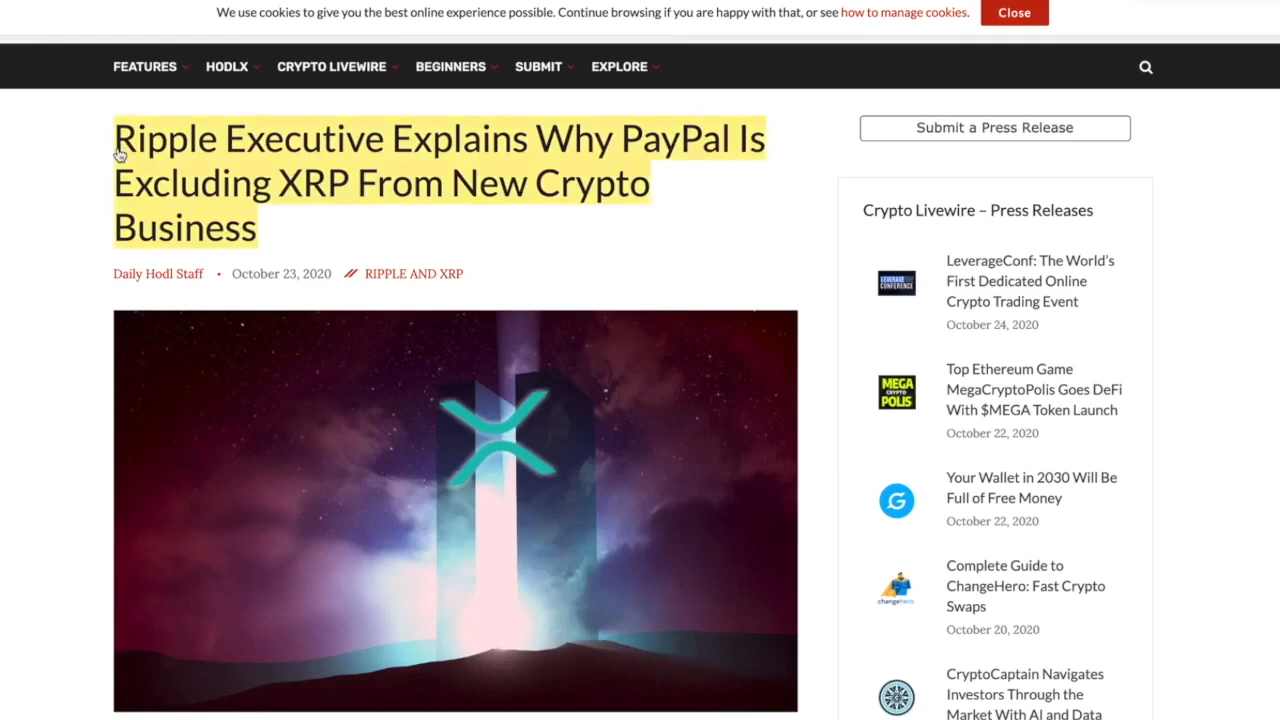 We use cookies to give you the best online experience possible. Continue browsing if you are happy with that, or see how to manage cookies.
Close
FEATURES
HODLX
CRYPTO LIVEWIRE
BEGINNERS
SUBMIT
EXPLORE
Ripple Executive Explains Why PayPal Is
Excluding XRP From New Crypto
Business
Daily Hodl Staff • October 23, 2020 // RIPPLE AND XRP •
Submit a Press Release
Crypto Livewire – Press Releases
LEVERAGE
CONFERENCE
LeverageConf: The World's
First Dedicated Online
Crypto Trading Event
October 24, 2020
MEGA
CRYPTO
POLIS
Top Ethereum Game
MegaCryptoPolis Goes DeFi
With $MEGA Token Launch
October 22, 2020
G
Your Wallet in 2030 Will Be
Full of Free Money
October 22, 2020
changehero
Complete Guide to
ChangeHero: Fast Crypto
Swaps
October 20, 2020
CryptoCaptain Navigates
Investors Through the
Market With AI and Data